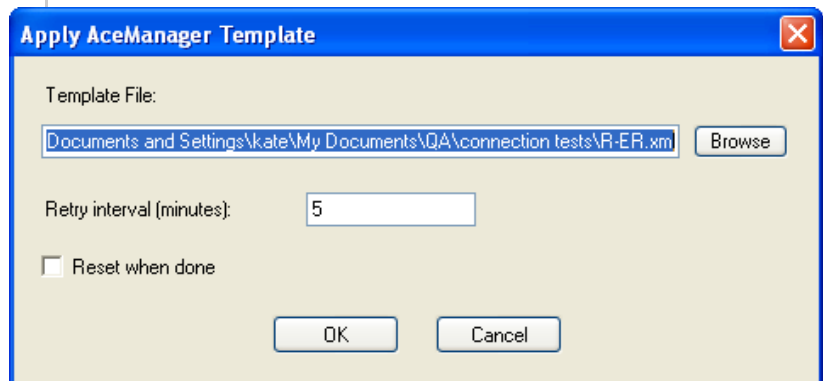 Apply AceManager Template
Template File:
Documents and Settings\kate\My Documents\QA\connection tests\R-ER.xml
Browse
Retry interval (minutes):
5
Reset when done
OK
Cancel